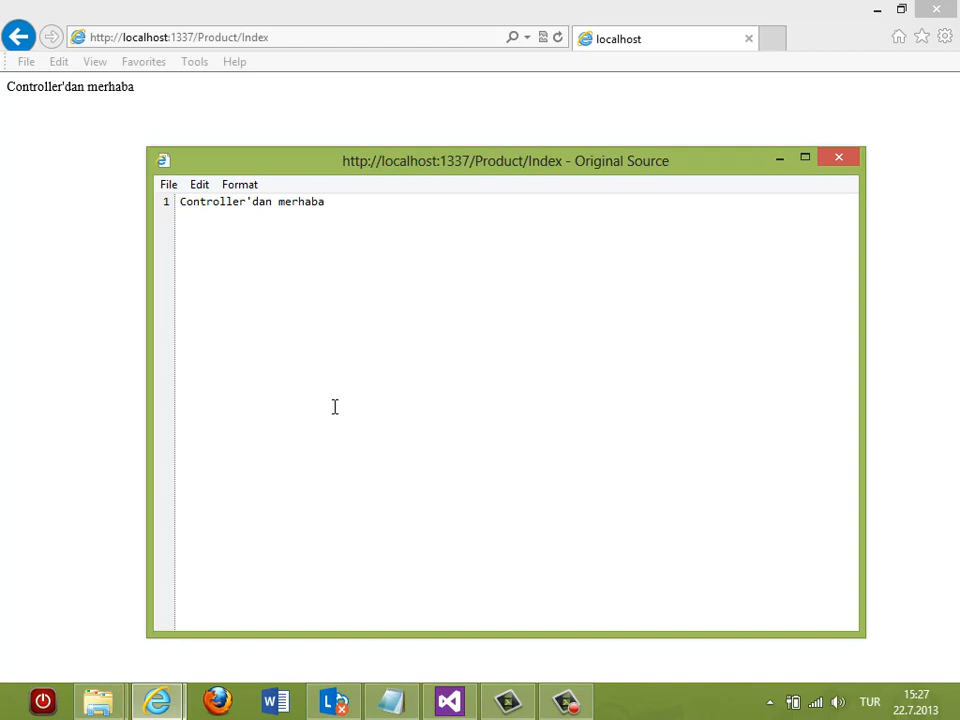 http://localhost:1337/Product/Index
localhost
File Edit View Favorites Tools Help
Controller'dan merhaba
http://localhost:1337/Product/Index - Original Source
File Edit Format
1 Controller'dan merhaba
TUR
15:27
22.7.2013